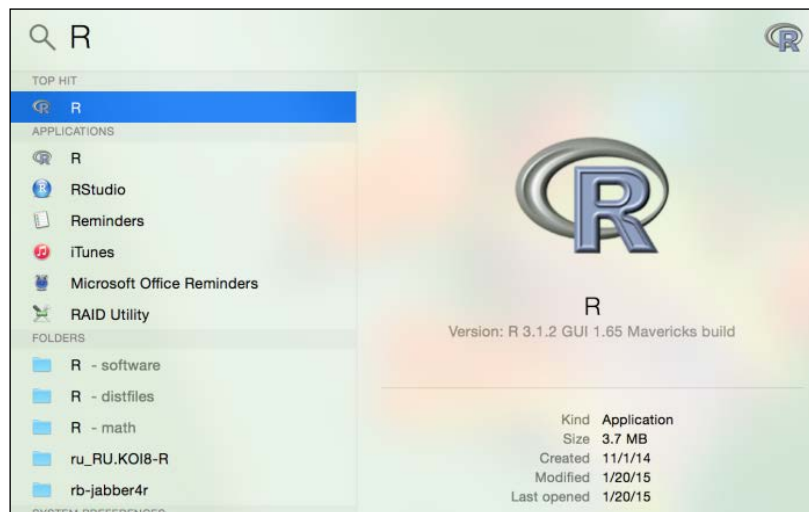 R
TOP HIT
R
APPLICATIONS
R
RStudio
Reminders
iTunes
Microsoft Office Reminders
RAID Utility
FOLDERS
R - software
R - distfiles
R - math
ru_RU.KOI8-R
rb-jabber4r
SYSTEM PREFERENCES
R
R
Version: R 3.1.2 GUI 1.65 Mavericks build
Kind Application
Size 3.7 MB
Created 11/1/14
Modified 1/20/15
Last opened 1/20/15